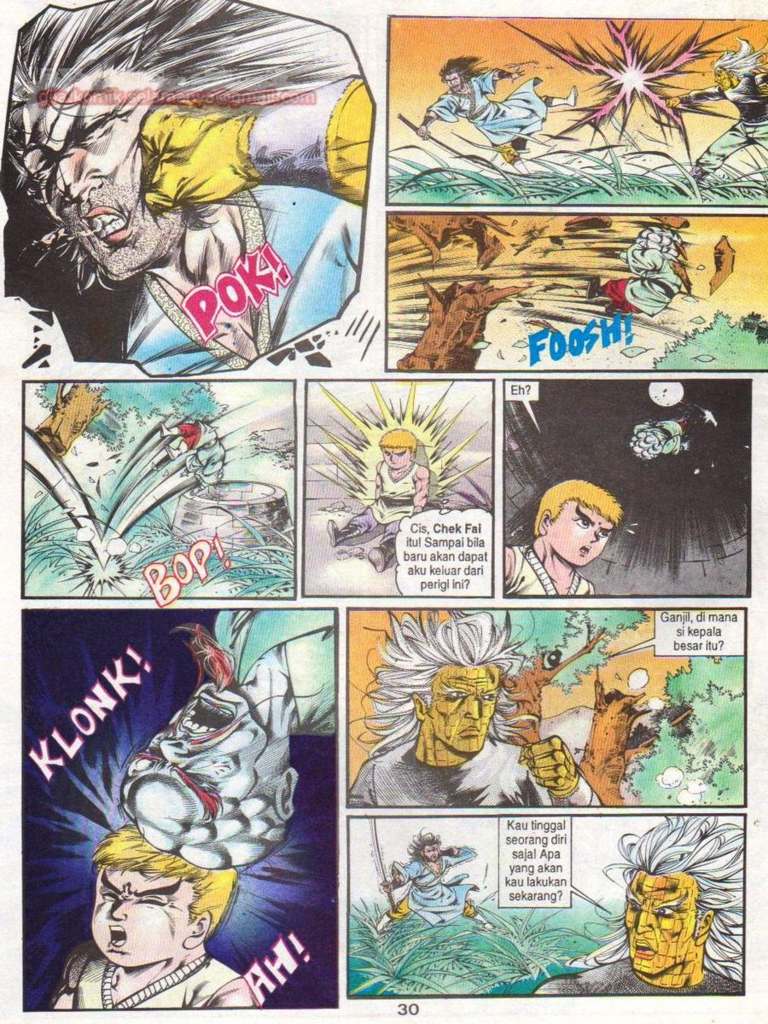 POK!
FOOSH!
BOP!
Cis, Chek Fai
itu! Sampai bila
baru akan dapat
aku keluar dari
perigi ini?
Eh?
KLONK!
AH!
Ganjil, di mana
si kepala
besar itu?
Kau tinggal
seorang diri
saja! Apa
yang akan
kau lakukan
sekarang?
30